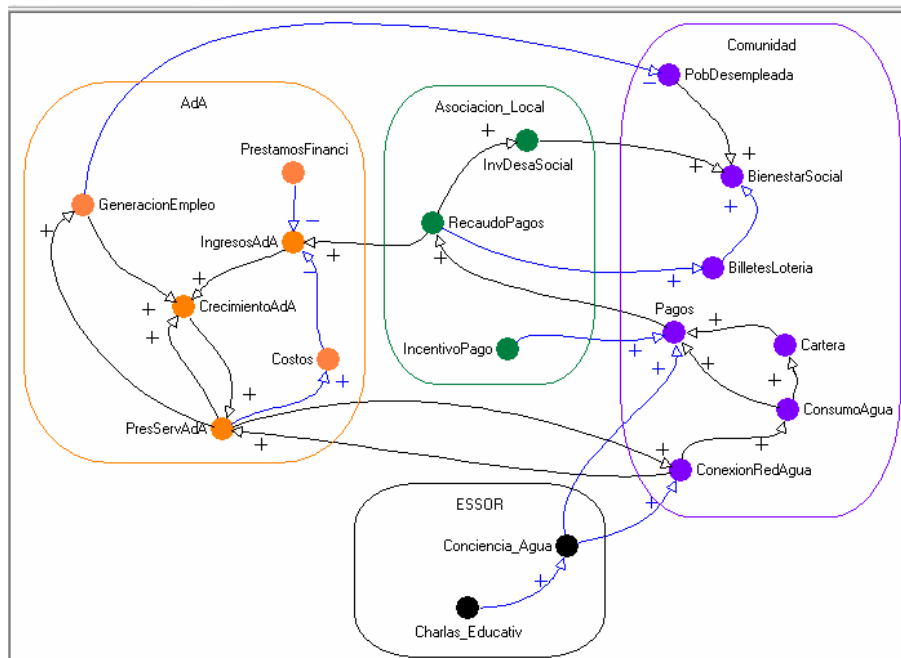 Comunidad
PobDesempleada
AdA
Asociacion_Local
PrestamosFinanci
InvDesaSocial
BienestarSocial
GeneracionEmpleo
RecaudoPagos
IngresosAdA
BilletesLoteria
CrecimientoAdA
Pagos
IncentivoPago
Cartera
Costos
ConsumoAgua
PresServAdA
ConexionRedAgua
ESSOR
Conciencia_Agua
Charlas_Educativ